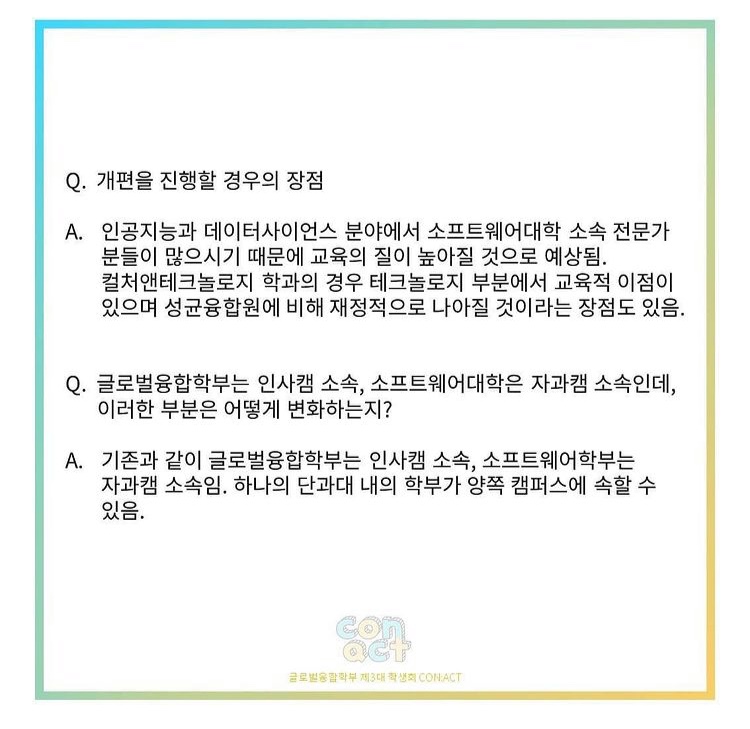 Q. 개편을 진행할 경우의 장점
A. 인공지능과 데이터사이언스 분야에서 소프트웨어대학 소속 전문가
분들이 많으시기 때문에 교육의 질이 높아질 것으로 예상됨.
컬처앤테크놀로지 학과의 경우 테크놀로지 부분에서 교육적 이점이
있으며 성균융합원에 비해 재정적으로 나아질 것이라는 장점도 있음.
Q. 글로벌융합학부는 인사캠 소속, 소프트웨어대학은 자과캠 소속인데,
이러한 부분은 어떻게 변화하는지?
A. 기존과 같이 글로벌융합학부는 인사캠 소속, 소프트웨어학부는
자과캠 소속임. 하나의 단과대 내의 학부가 양쪽 캠퍼스에 속할 수
있음.
con
act
글로벌융합학부 제3대 학생회 CON:ACT